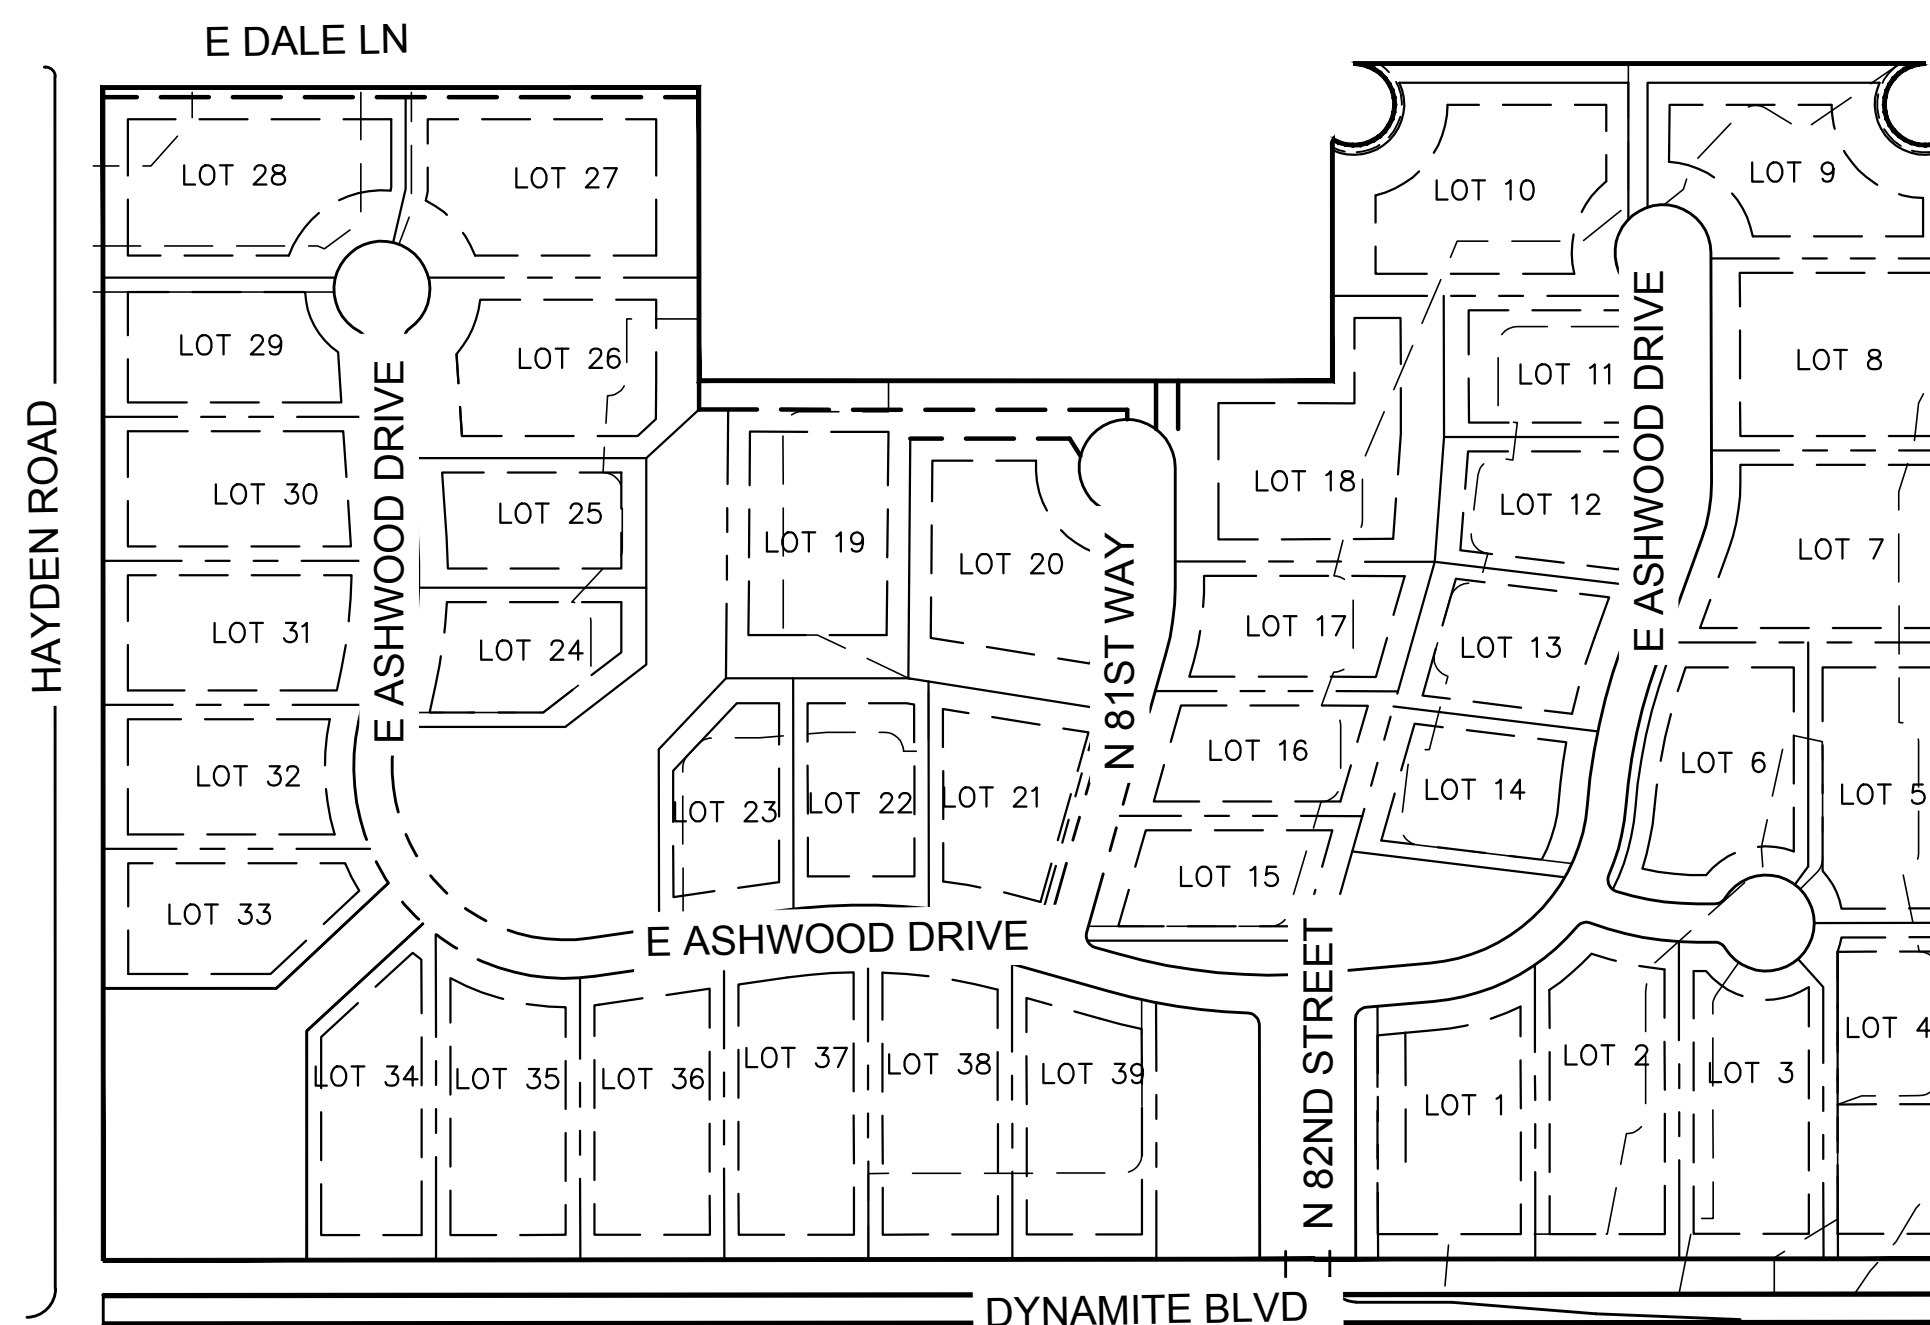 E DALE LN
LOT 28
LOT 27
LOT 10
LOT 9
LOT 29
LOT 26
LOT 11
LOT 8
HAYDEN ROAD
E ASHWOOD DRIVE
E ASHWOOD DRIVE
LOT 30
LOT 25
LOT 19
LOT 20
N 81ST WAY
LOT 18
LOT 12
LOT 7
LOT 31
LOT 24
LOT 17
LOT 13
LOT 32
LOT 23
LOT 22
LOT 21
LOT 16
LOT 14
LOT 6
LOT 5
LOT 33
LOT 15
E ASHWOOD DRIVE
N 82ND STREET
LOT 34
LOT 35
LOT 36
LOT 37
LOT 38
LOT 39
LOT 1
LOT 2
LOT 3
LOT 4
DYNAMITE BLVD